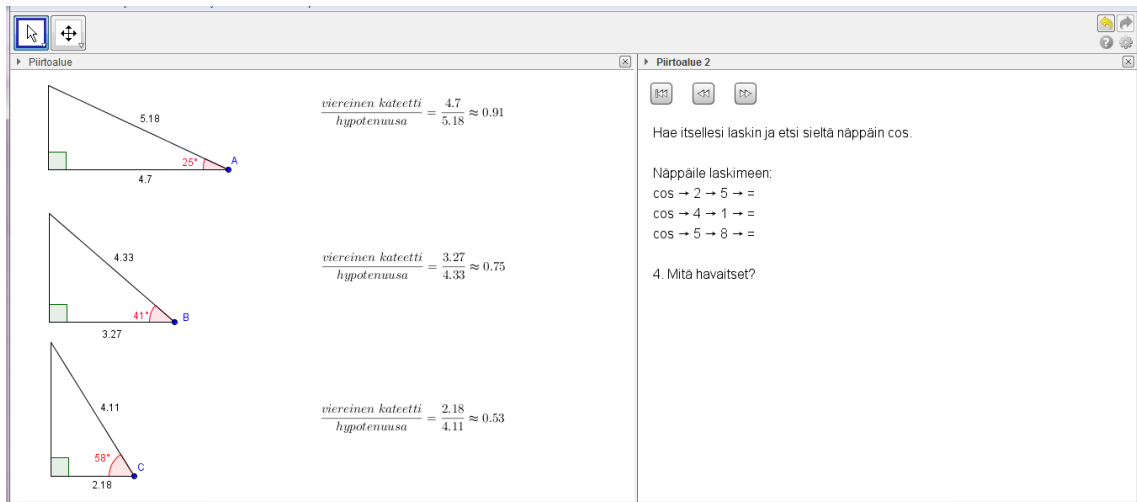 Piirtoalue
5.18
25°
A
4.7
viereinen kateetti / hypotenuusa = 4.7 / 5.18 ≈ 0.91
4.33
41°
B
3.27
viereinen kateetti / hypotenuusa = 3.27 / 4.33 ≈ 0.75
4.11
58°
C
2.18
viereinen kateetti / hypotenuusa = 2.18 / 4.11 ≈ 0.53
Piirtoalue 2
Hae itsellesi laskin ja etsi sieltä näppäin cos.
Näppäile laskimeen:
cos → 2 → 5 → =
cos → 4 → 1 → =
cos → 5 → 8 → =
4. Mitä havaitset?